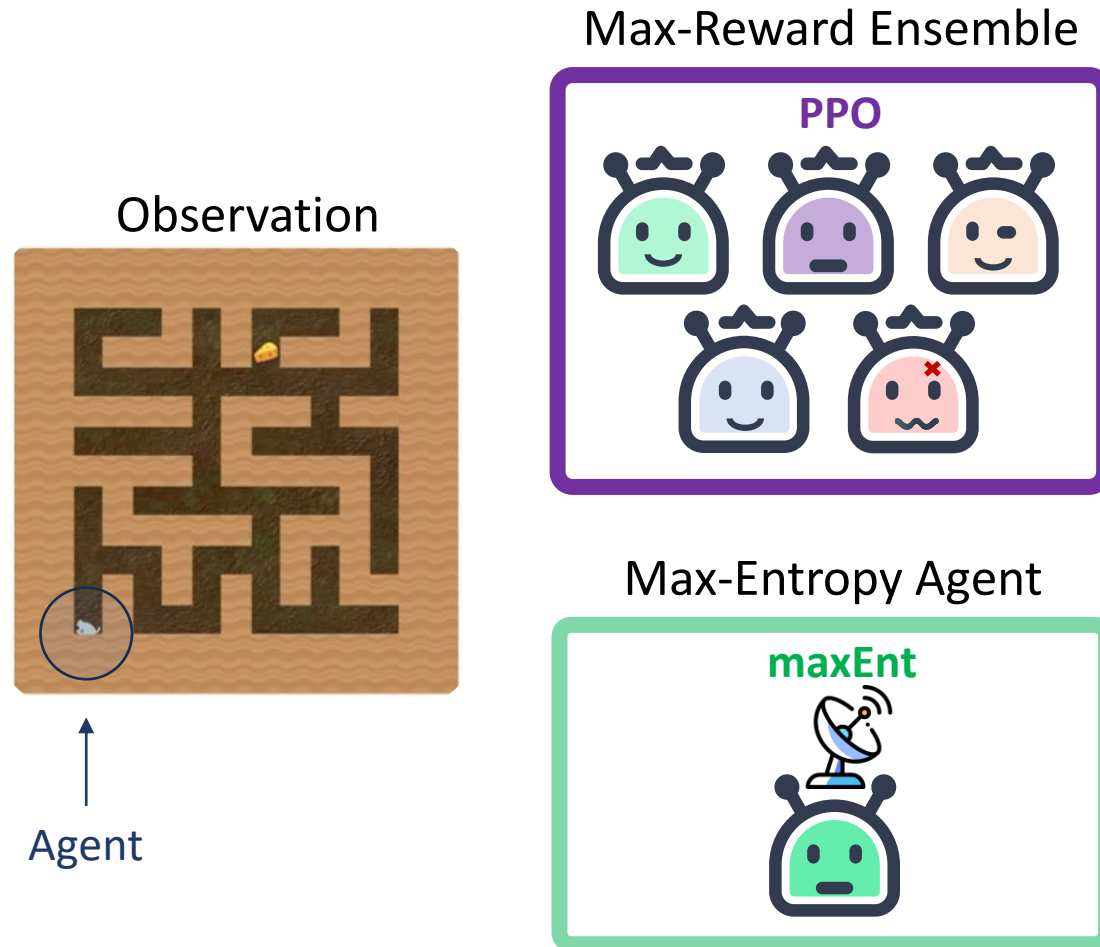 Max-Reward Ensemble
PPO
Observation
Max-Entropy Agent
maxEnt
Agent